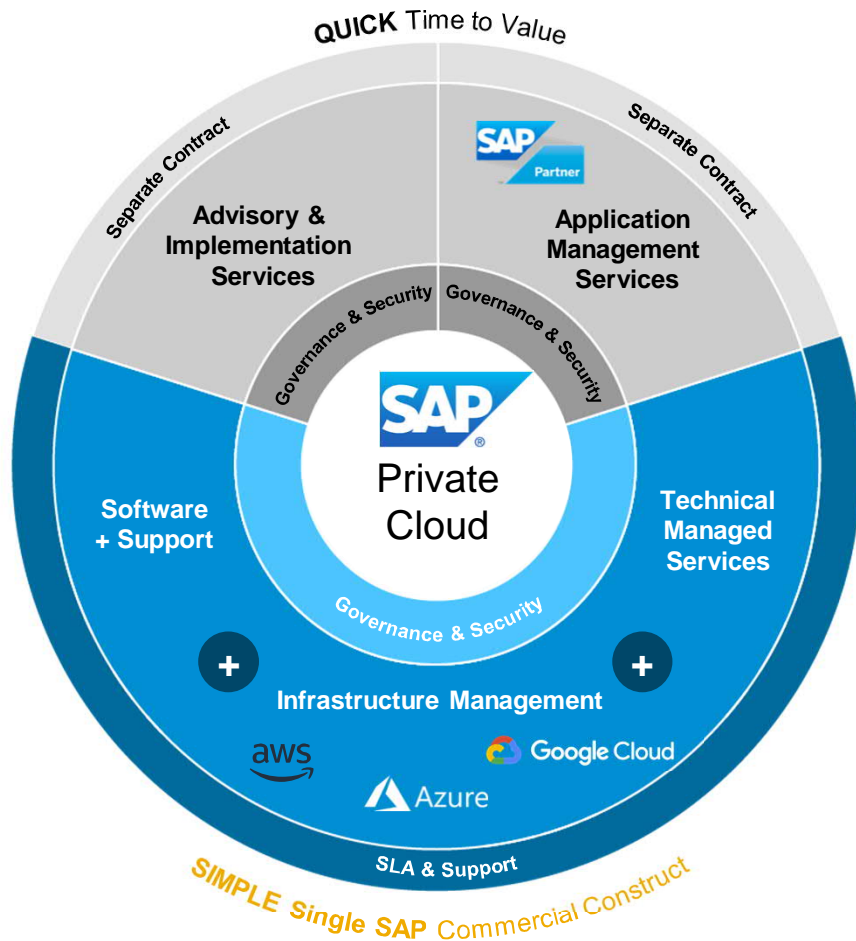 QUICK Time to Value
Separate Contract
Separate Contract
SAP
Partner
Advisory &
Implementation
Services
Application
Management
Services
Governance & Security
Governance & Security
SAP
®
Private
Cloud
Software
+ Support
Technical
Managed
Services
Governance & Security
+
+
Infrastructure Management
aws
Google Cloud
Azure
SLA & Support
SIMPLE Single SAP Commercial Construct